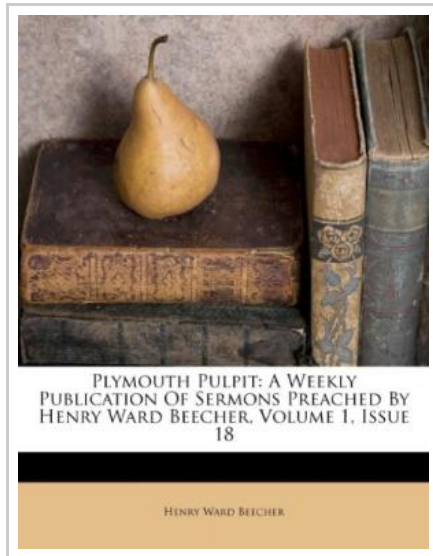 PLYMOUTH PULPIT: A WEEKLY
PUBLICATION OF SERMONS PREACHED BY
HENRY WARD BEECHER, VOLUME 1, ISSUE
18
HENRY WARD BEECHER